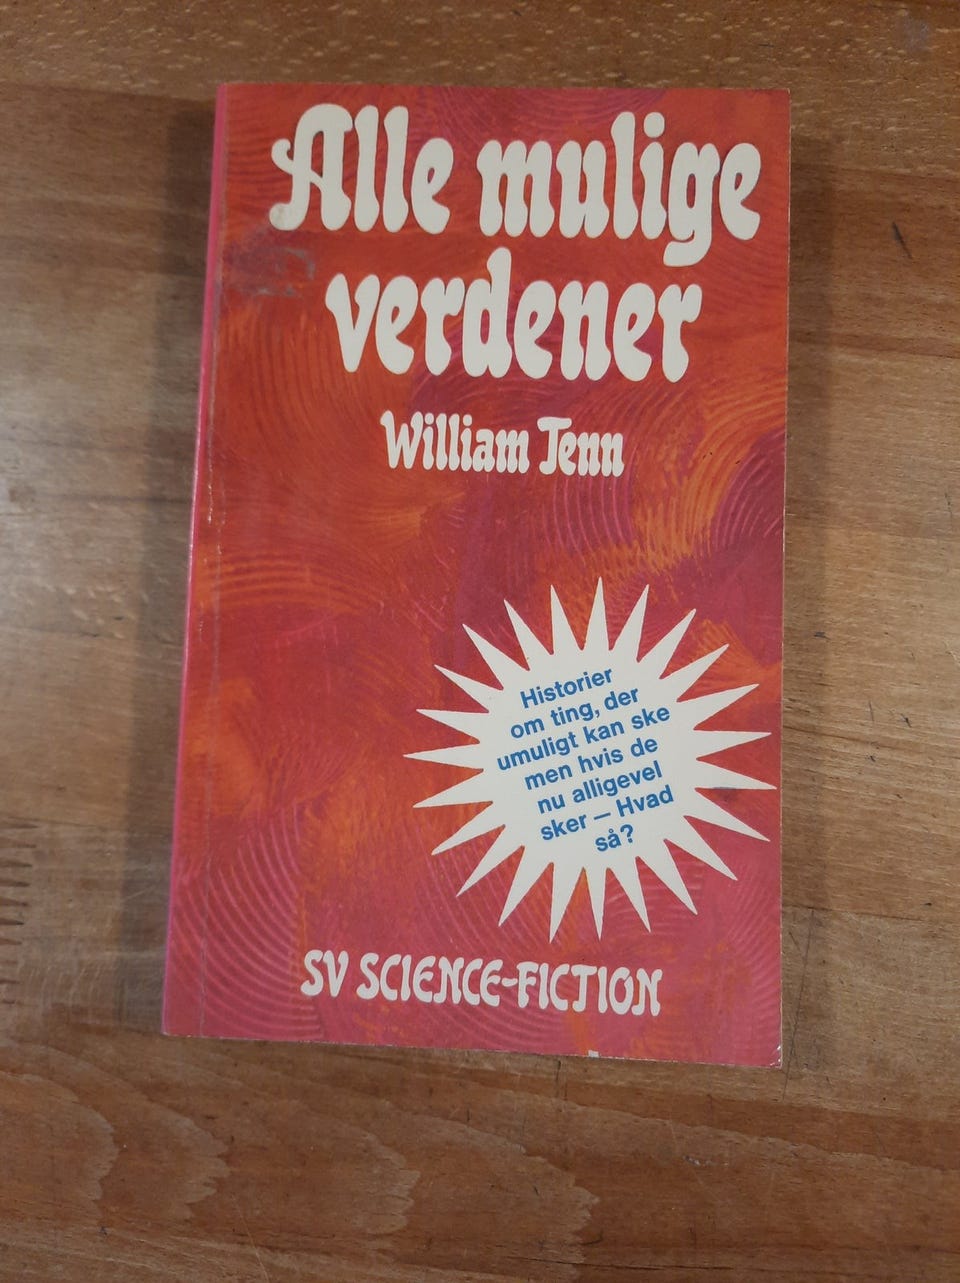 Alle mulige
verdener
William Tenn
Historier
om ting, der
umuligt kan ske
men hvis de
nu alligevel
sker – Hvad
så?
SV SCIENCE-FICTION